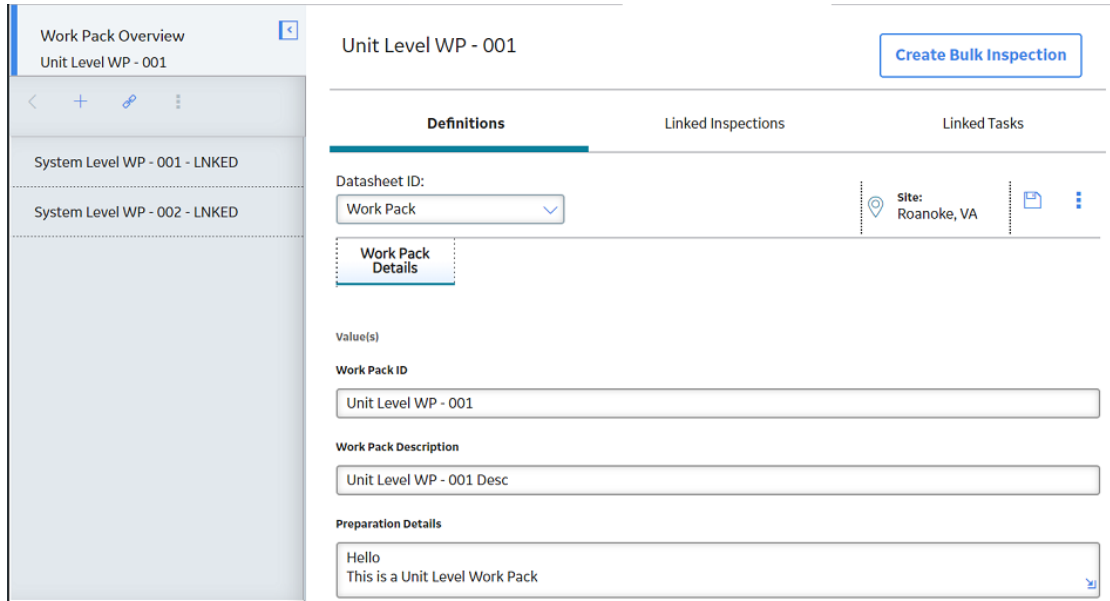 Work Pack Overview
Unit Level WP - 001
System Level WP - 001 - LNKED
System Level WP - 002 - LNKED
Unit Level WP - 001
Create Bulk Inspection
Definitions
Linked Inspections
Linked Tasks
Datasheet ID:
Work Pack
Site:
Roanoke, VA
Work Pack
Details
Value(s)
Work Pack ID
Unit Level WP - 001
Work Pack Description
Unit Level WP - 001 Desc
Preparation Details
Hello
This is a Unit Level Work Pack